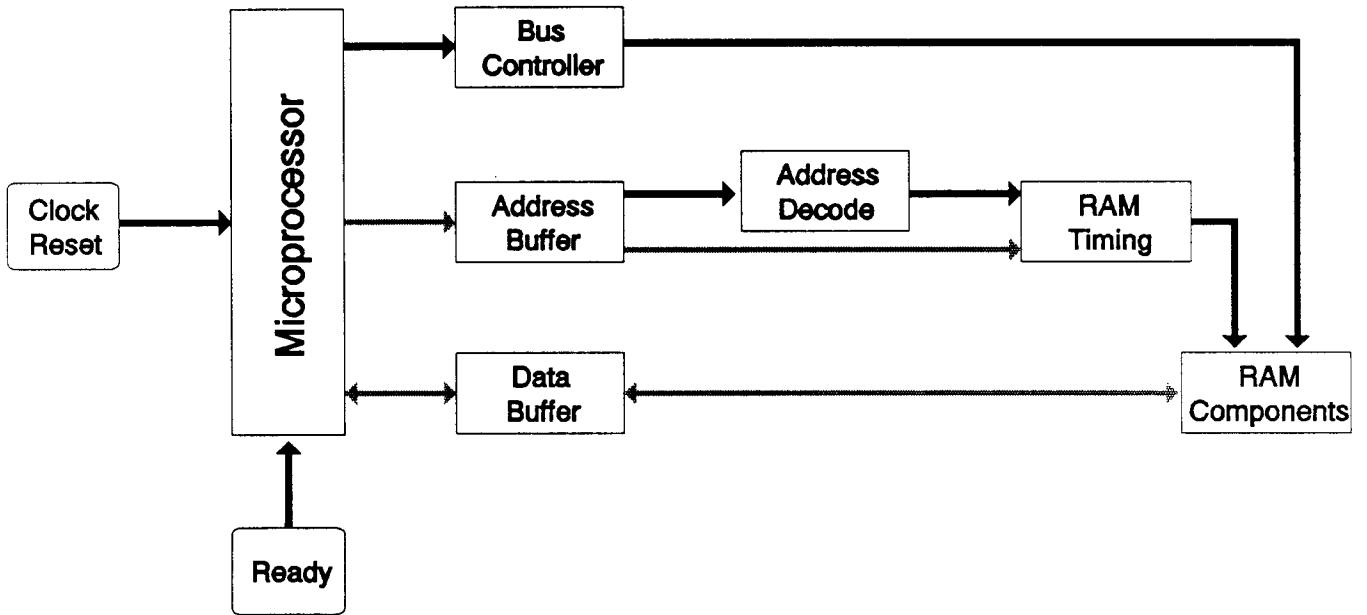 Bus
Controller
Microprocessor
Clock
Reset
Address
Buffer
Address
Decode
RAM
Timing
Data
Buffer
RAM
Components
Ready